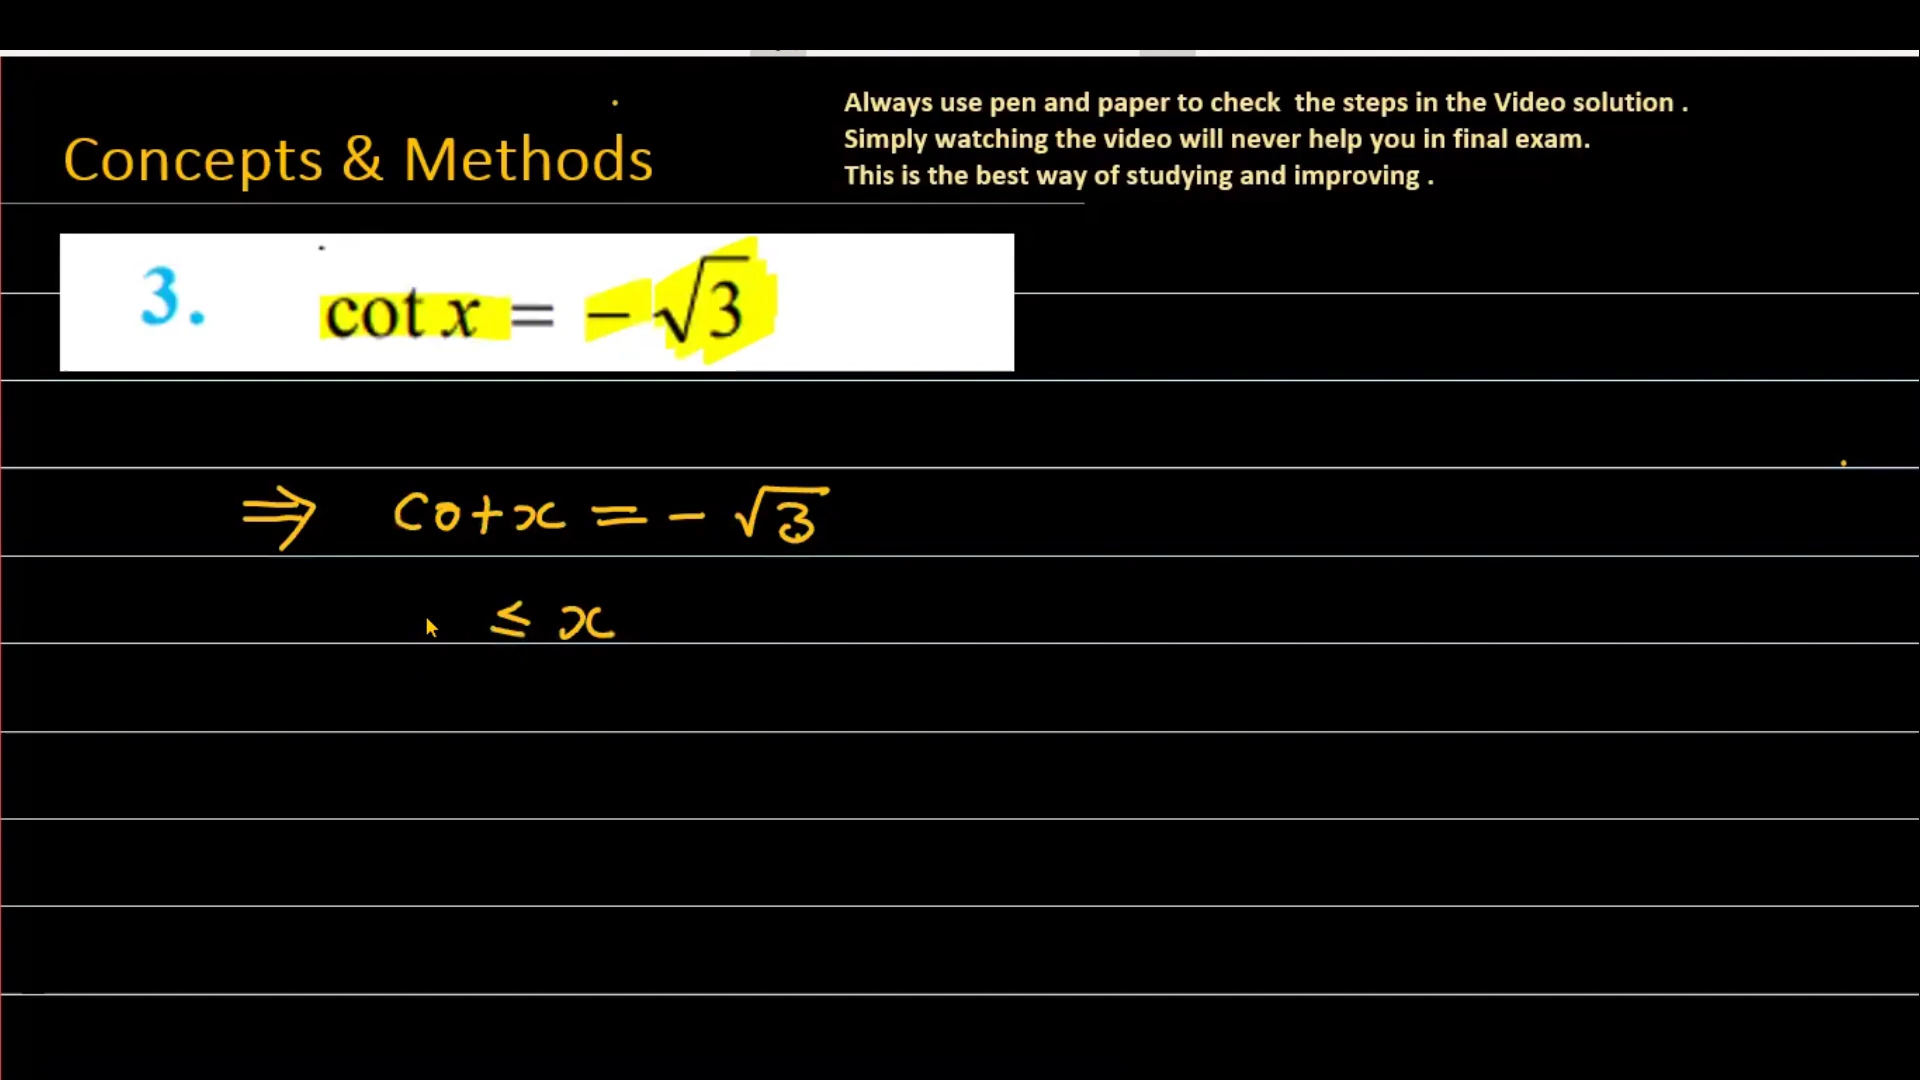 Concepts & Methods
Always use pen and paper to check the steps in the Video solution .
Simply watching the video will never help you in final exam.
This is the best way of studying and improving .
3. cot x = − √3
⇒ cot x = − √3
≤ x